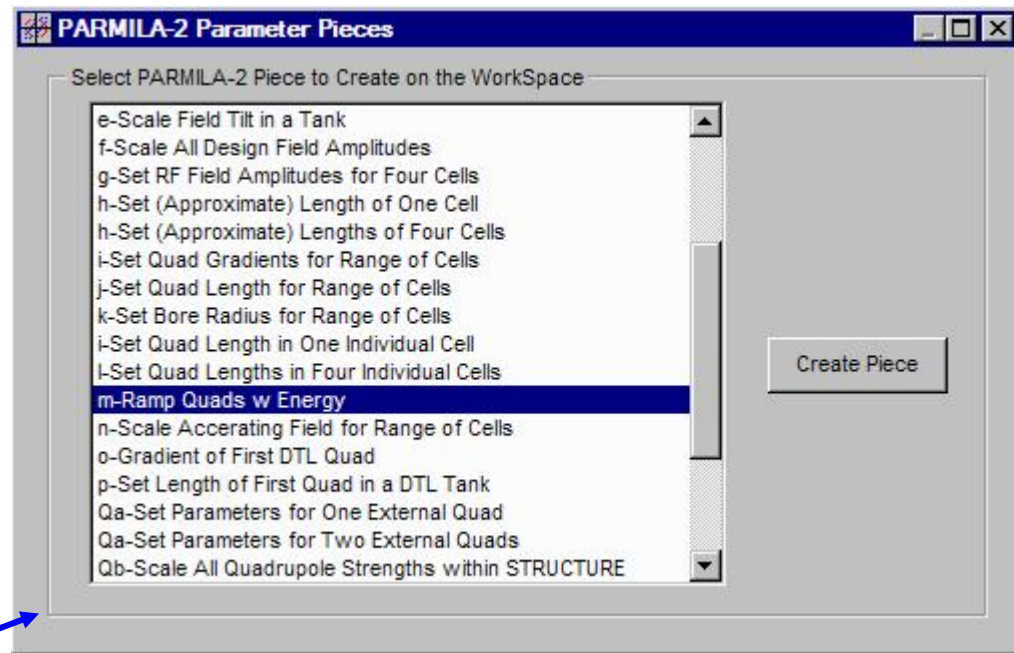 PARMILA-2 Parameter Pieces
Select PARMILA-2 Piece to Create on the WorkSpace
e-Scale Field Tilt in a Tank
f-Scale All Design Field Amplitudes
g-Set RF Field Amplitudes for Four Cells
h-Set (Approximate) Length of One Cell
h-Set (Approximate) Lengths of Four Cells
i-Set Quad Gradients for Range of Cells
j-Set Quad Length for Range of Cells
k-Set Bore Radius for Range of Cells
i-Set Quad Length in One Individual Cell
l-Set Quad Lengths in Four Individual Cells
m-Ramp Quads w Energy
n-Scale Accerating Field for Range of Cells
o-Gradient of First DTL Quad
p-Set Length of First Quad in a DTL Tank
Qa-Set Parameters for One External Quad
Qa-Set Parameters for Two External Quads
Qb-Scale All Quadrupole Strengths within STRUCTURE
Create Piece